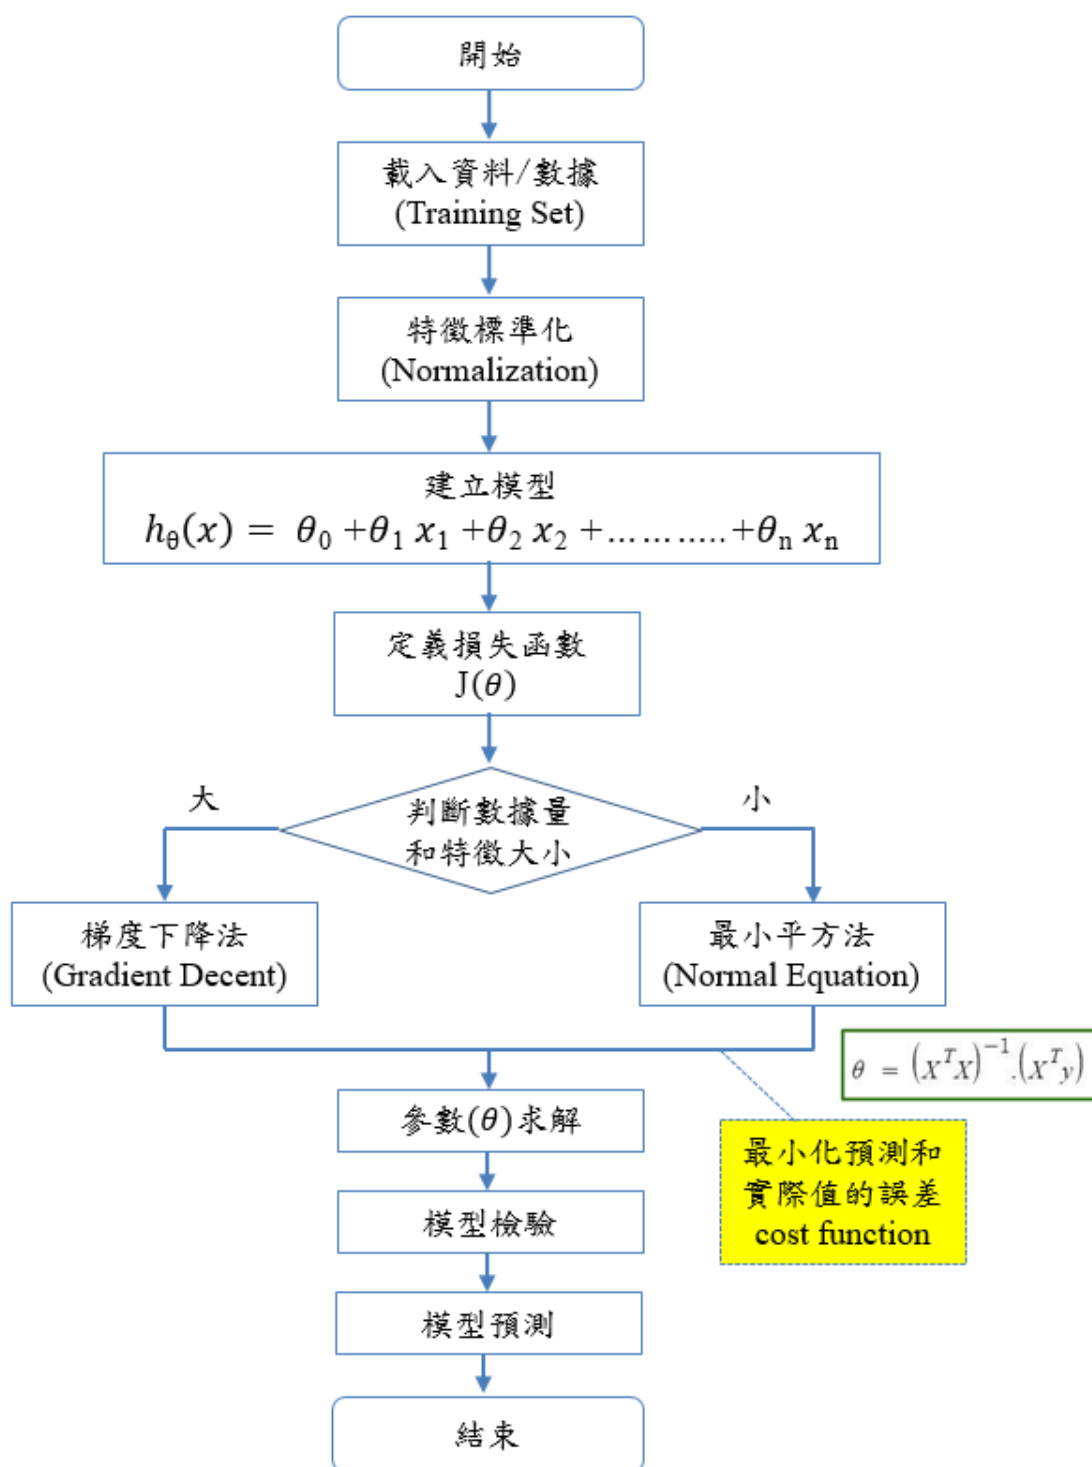 開始
載入資料/數據
(Training Set)
特徵標準化
(Normalization)
建立模型
hθ(x) = θ0 +θ1 x1 +θ2 x2 +……….. +θn xn
定義損失函數
J(θ)
判斷數據量
和特徵大小
大
小
梯度下降法
(Gradient Decent)
最小平方法
(Normal Equation)
θ = (X^T X)^−1 .(X^T y)
最小化預測和
實際值的誤差
cost function
參數(θ)求解
模型檢驗
模型預測
結束